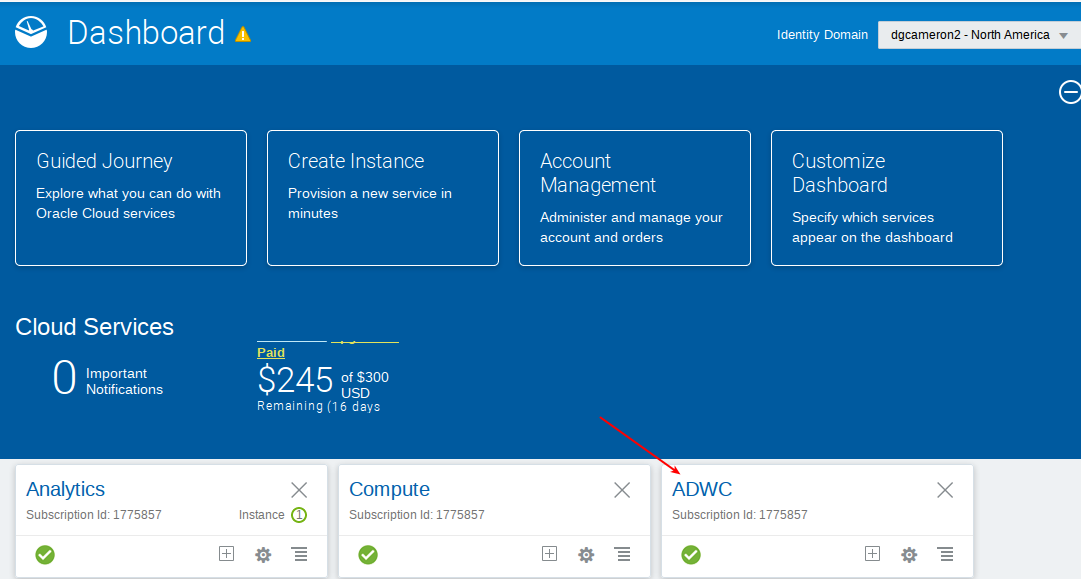 Dashboard
Identity Domain
dgcameron2 - North America
Guided Journey
Explore what you can do with
Oracle Cloud services
Create Instance
Provision a new service in
minutes
Account
Management
Administer and manage your
account and orders
Customize
Dashboard
Specify which services
appear on the dashboard
Cloud Services
0
Important
Notifications
Paid
$245
of $300
USD
Remaining (16 days
Analytics
Subscription Id: 1775857
Instance 1
Compute
Subscription Id: 1775857
ADWC
Subscription Id: 1775857